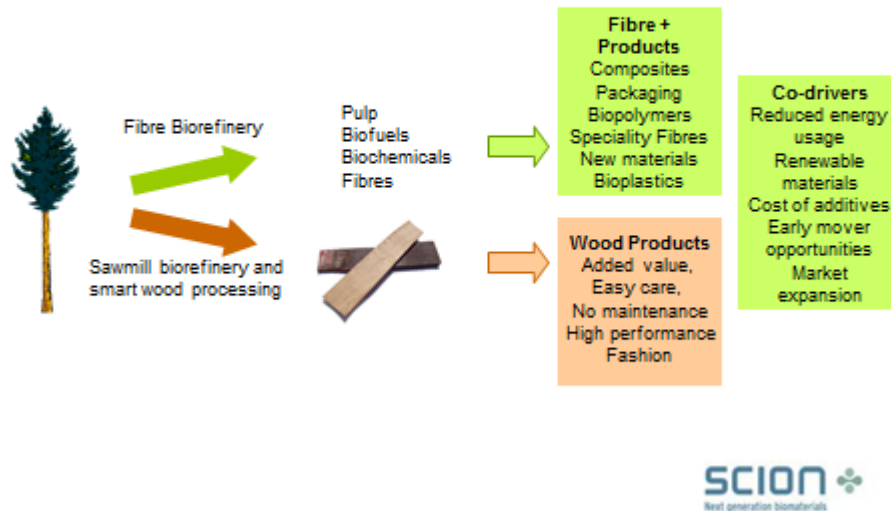 Fibre Biorefinery
Sawmill biorefinery and
smart wood processing
Pulp
Biofuels
Biochemicals
Fibres
Fibre +
Products
Composites
Packaging
Biopolymers
Speciality Fibres
New materials
Bioplastics
Wood Products
Added value,
Easy care,
No maintenance
High performance
Fashion
Co-drivers
Reduced energy
usage
Renewable
materials
Cost of additives
Early mover
opportunities
Market
expansion
SCION
Next generation biomaterials